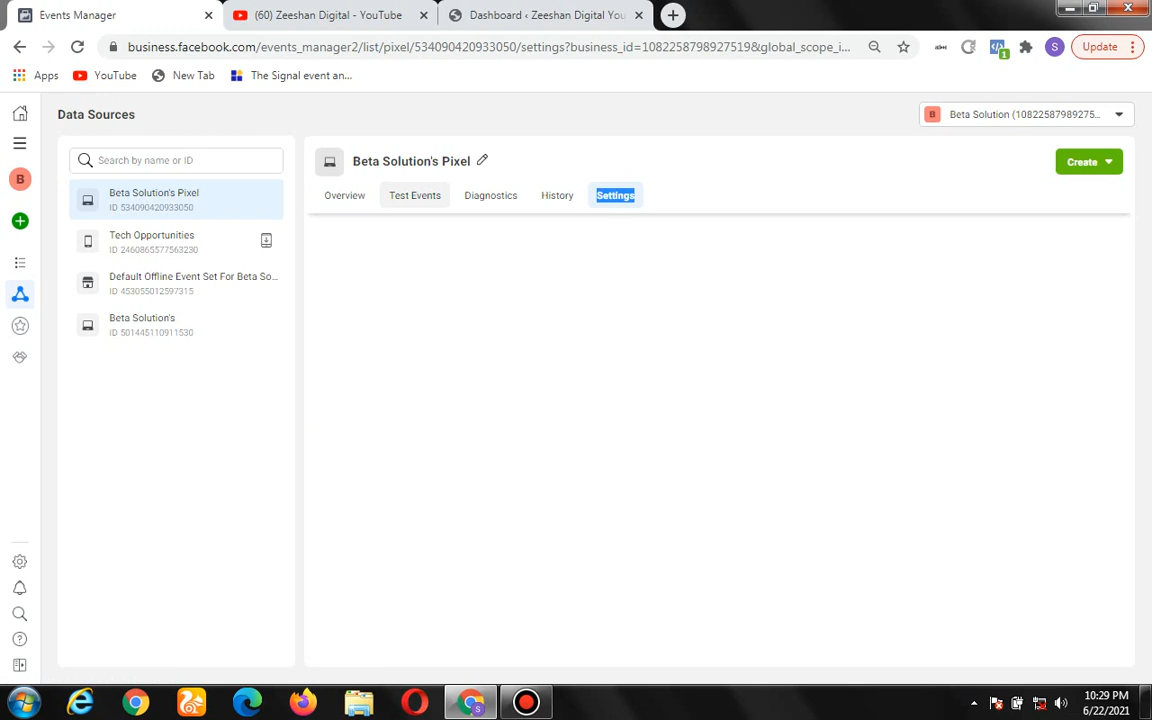 Events Manager
(60) Zeeshan Digital - YouTube
Dashboard ‹ Zeeshan Digital You
business.facebook.com/events_manager2/list/pixel/534090420933050/settings?business_id=108225879892751​9&global_scope_i...
S
Update
Apps
YouTube
New Tab
The Signal event an...
1
Data Sources
B
Beta Solution (10822587989275...
B
Search by name or ID
Beta Solution's Pixel
Create
Beta Solution's Pixel
ID 534090420933050
Overview
Test Events
Diagnostics
History
Settings
Tech Opportunities
ID 2460865577563230
Default Offline Event Set For Beta So...
ID 453055012597315
Beta Solution's
ID 501445110911530
S
10:29 PM
6/22/2021